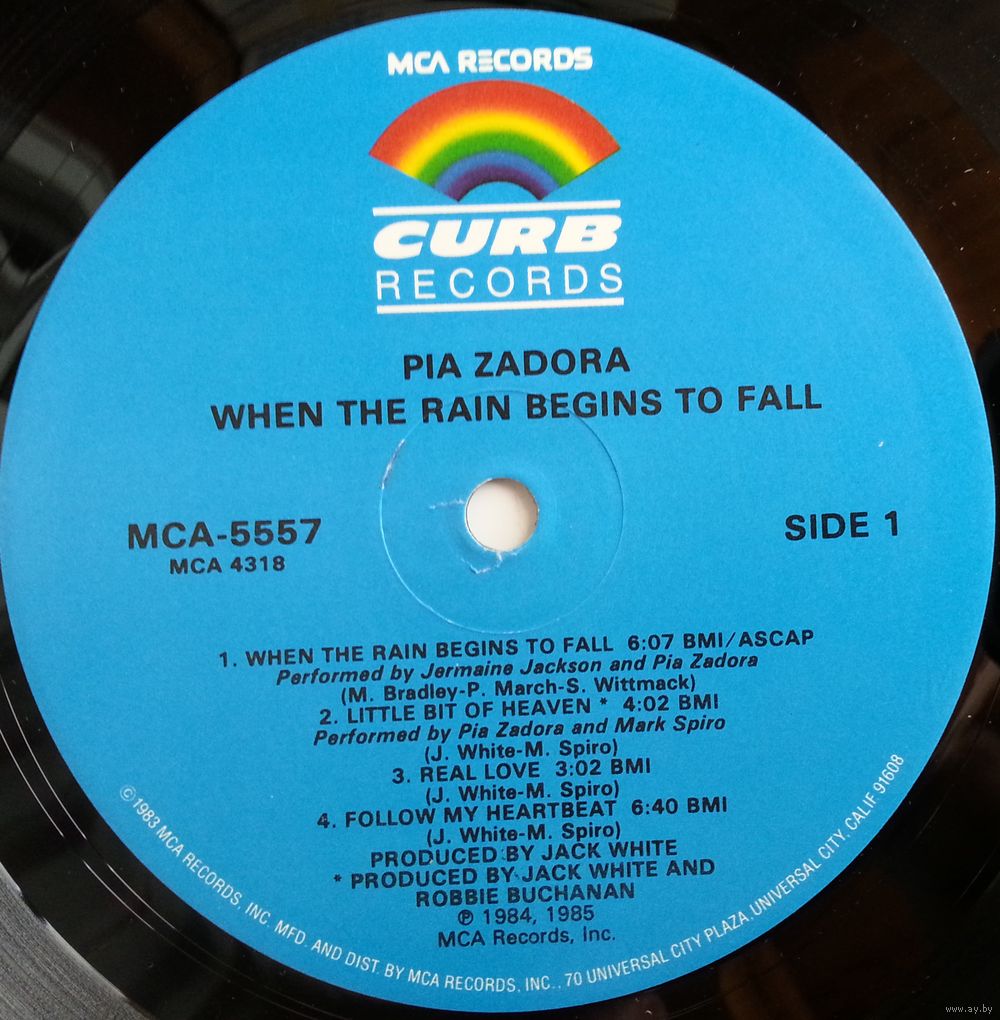 MCA RECORDS
CURB
RECORDS
PIA ZADORA
WHEN THE RAIN BEGINS TO FALL
MCA-5557
MCA 4318
SIDE 1
1. WHEN THE RAIN BEGINS TO FALL 6:07 BMI/ASCAP
Performed by Jermaine Jackson and Pia Zadora
(M. Bradley-P. March-S. Wittmack)
2. LITTLE BIT OF HEAVEN * 4:02 BMI
Performed by Pia Zadora and Mark Spiro
(J. White-M. Spiro)
3. REAL LOVE 3:02 BMI
(J. White-M. Spiro)
4. FOLLOW MY HEARTBEAT 6:40 BMI
(J. White-M. Spiro)
PRODUCED BY JACK WHITE
* PRODUCED BY JACK WHITE AND
ROBBIE BUCHANAN
℗ 1984, 1985
MCA Records, Inc.
©1983 MCA RECORDS, INC. MFD. AND DIST. BY MCA RECORDS, INC., 70 UNIVERSAL CITY PLAZA, UNIVERSAL CITY, CALIF 91608
www.ay.by